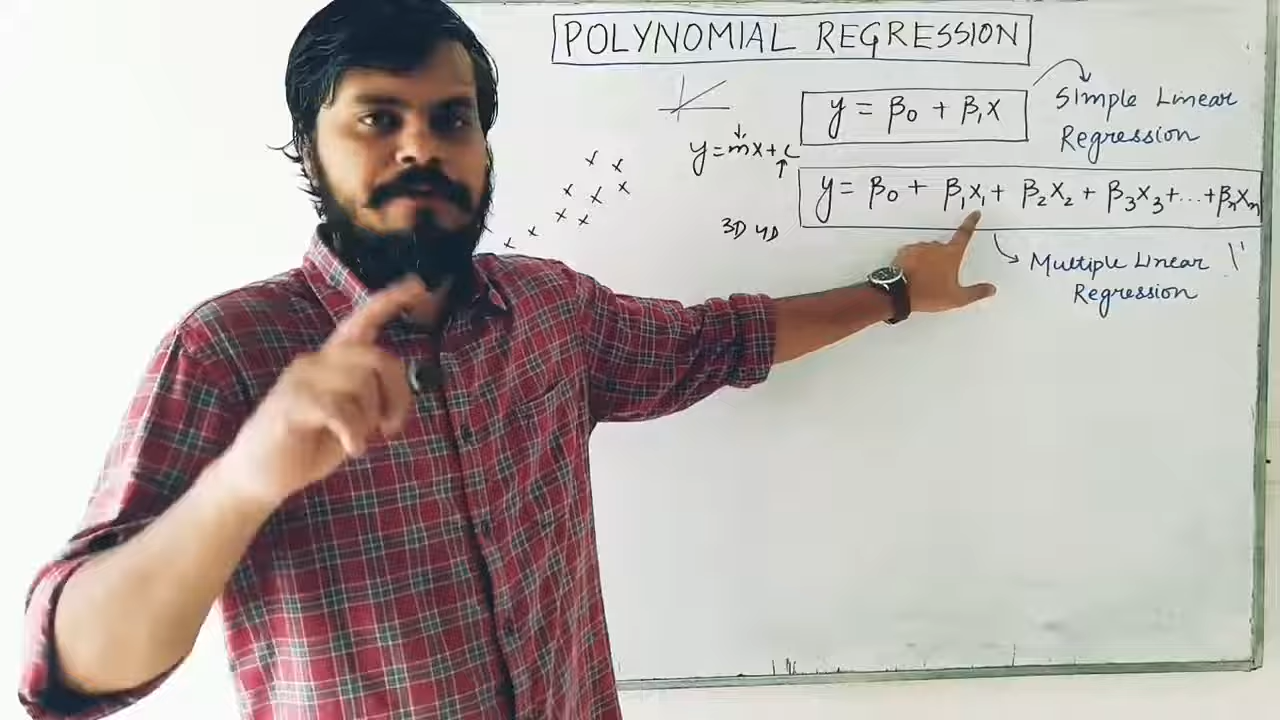 POLYNOMIAL REGRESSION
y = β₀ + β₁x
Simple Linear
Regression
y = mx + c
y = β₀ + β₁x₁ + β₂x₂ + β₃x₃ + ... + βₙxₙ
3D 4D
Multiple Linear
Regression